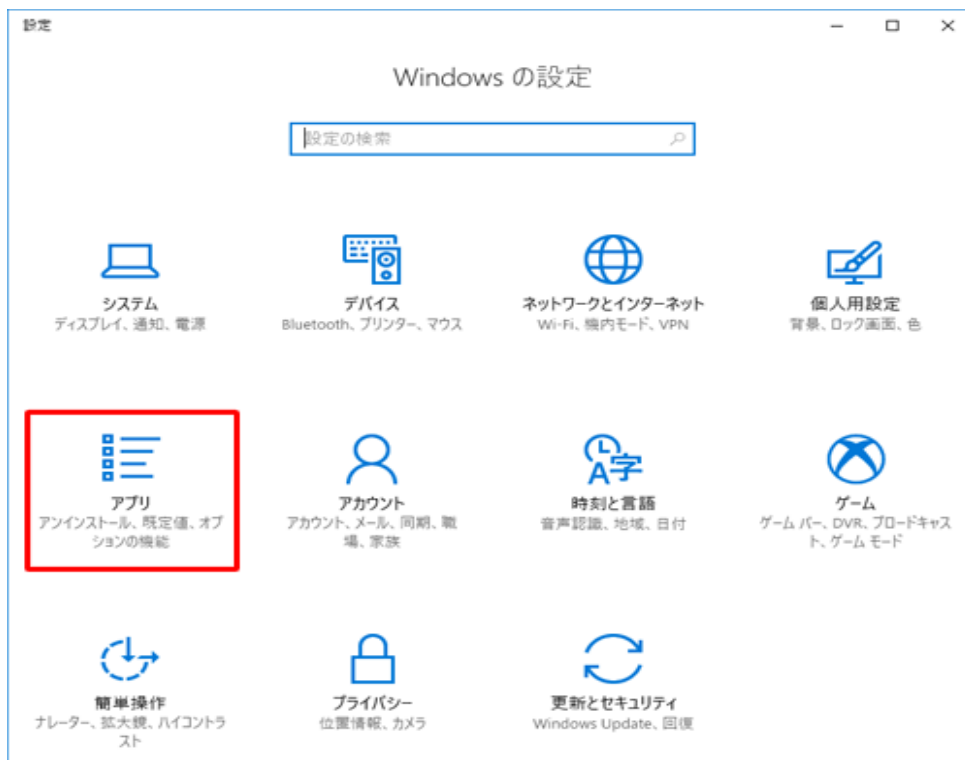 設定
Windows の設定
設定の検索
システム
ディスプレイ、通知、電源
デバイス
Bluetooth、プリンター、マウス
ネットワークとインターネット
Wi-Fi、機内モード、VPN
個人用設定
背景、ロック画面、色
アプリ
アンインストール、既定値、オプ
ションの機能
アカウント
アカウント、メール、同期、職
場、家族
時刻と言語
音声認識、地域、日付
ゲーム
ゲーム バー、DVR、ブロードキャス
ト、ゲーム モード
簡単操作
ナレーター、拡大鏡、ハイコントラ
スト
プライバシー
位置情報、カメラ
更新とセキュリティ
Windows Update、回復